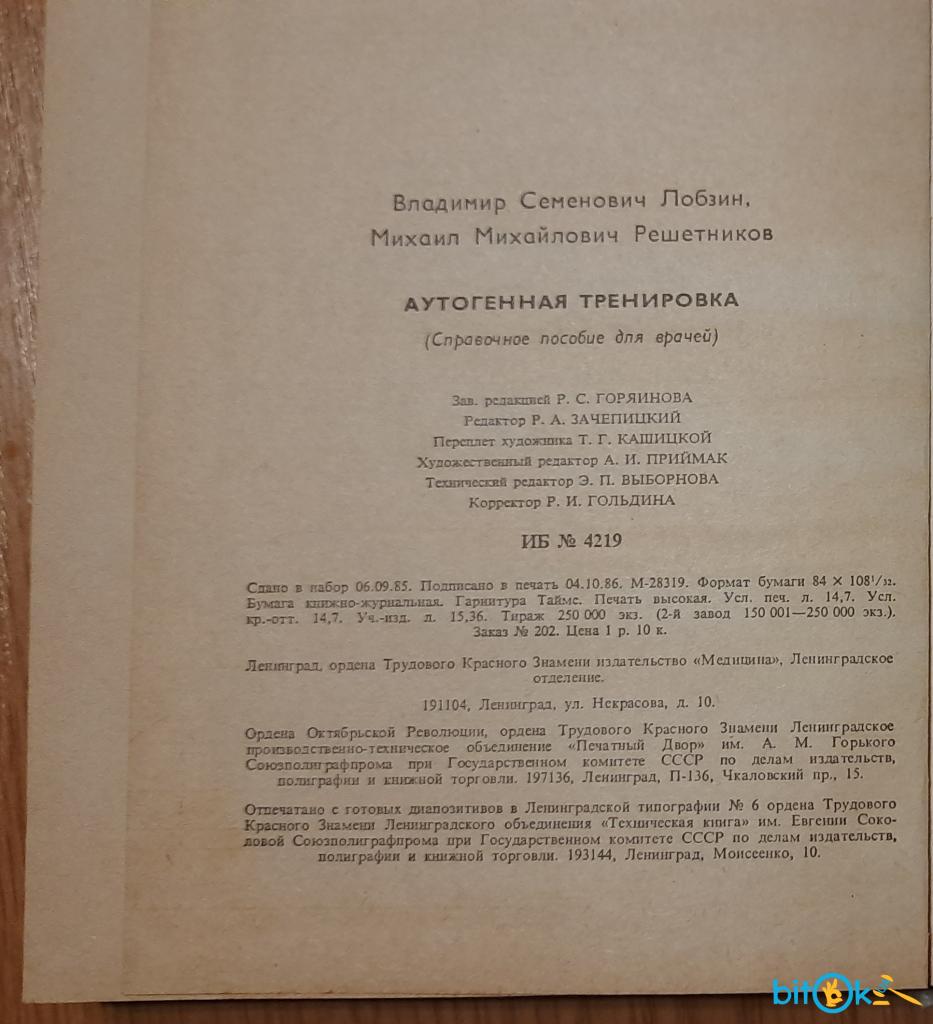 Владимир Семенович Лобзин,
Михаил Михайлович Решетников
АУТОГЕННАЯ ТРЕНИРОВКА
(Справочное пособие для врачей)
Зав. редакцией Р. С. ГОРЯИНОВА
Редактор Р. А. ЗАЧЕПИЦКИЙ
Переплет художника Т. Г. КАШИЦКОЙ
Художественный редактор А. И. ПРИЙМАК
Технический редактор Э. П. ВЫБОРНОВА
Корректор Р. И. ГОЛЬДИНА
ИБ № 4219
Сдано в набор 06.09.85. Подписано в печать 04.10.86. М-28319. Формат бумаги 84 × 108¹/₃₂.
Бумага книжно-журнальная. Гарнитура Таймс. Печать высокая. Усл. печ. л. 14,7. Усл.
кр.-отт. 14,7. Уч.-изд. л. 15,36. Тираж 250 000 экз. (2-й завод 150 001—250 000 экз.).
Заказ № 202. Цена 1 р. 10 к.
Ленинград, ордена Трудового Красного Знамени издательство «Медицина», Ленинградское
отделение.
191104, Ленинград, ул. Некрасова, д. 10.
Ордена Октябрьской Революции, ордена Трудового Красного Знамени Ленинградское
производственно-техническое объединение «Печатный Двор» им. А. М. Горького
Союзполиграфпрома при Государственном комитете СССР по делам издательств,
полиграфии и книжной торговли. 197136, Ленинград, П-136, Чкаловский пр., 15.
Отпечатано с готовых диапозитивов в Ленинградской типографии № 6 ордена Трудового
Красного Знамени Ленинградского объединения «Техническая книга» им. Евгении Соко-
ловой Союзполиграфпрома при Государственном комитете СССР по делам издательств,
полиграфии и книжной торговли. 193144, Ленинград, Моисеенко, 10.
bitok